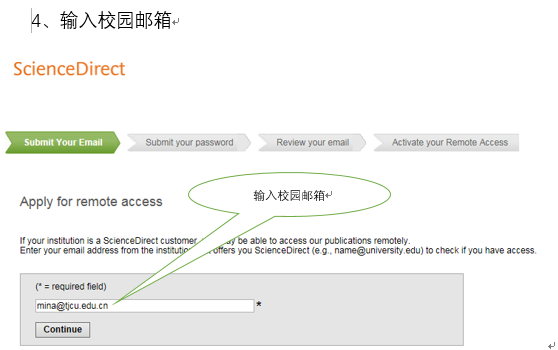 4、输入校园邮箱
ScienceDirect
Submit Your Email
Submit your password
Review your email
Activate your Remote Access
输入校园邮箱
Apply for remote access
If your institution is a ScienceDirect customer ay be able to access our publications remotely.
Enter your email address from the institution t offers you ScienceDirect (e.g., name@university.edu) to check if you have access.
(* = required field)
mina@tjcu.edu.cn *
Continue